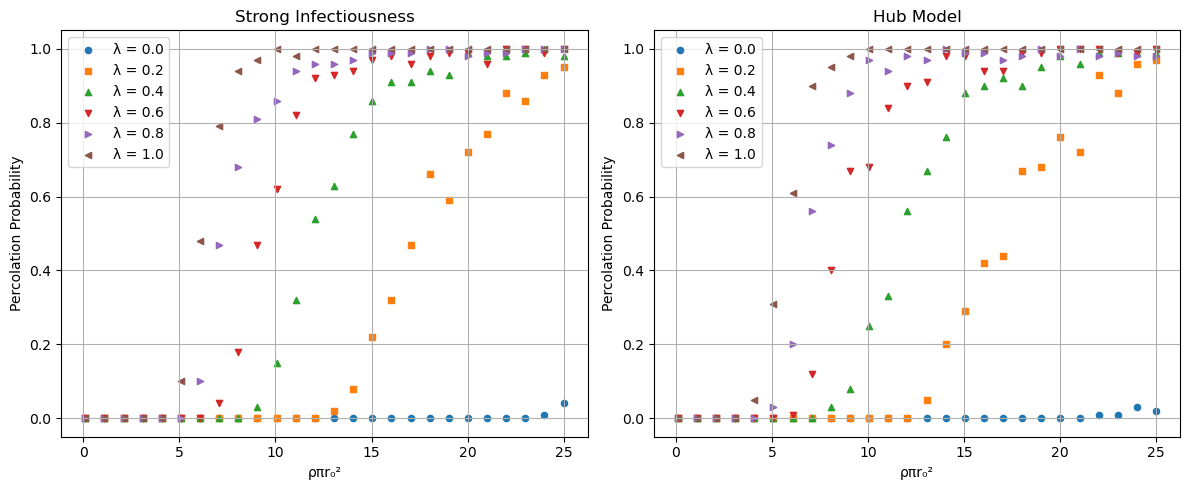 Strong Infectiousness
Percolation Probability
1.0
0.8
0.6
0.4
0.2
0.0
λ = 0.0
λ = 0.2
λ = 0.4
λ = 0.6
λ = 0.8
λ = 1.0
0 5 10 15 20 25
ρπr₀²
Hub Model
Percolation Probability
1.0
0.8
0.6
0.4
0.2
0.0
λ = 0.0
λ = 0.2
λ = 0.4
λ = 0.6
λ = 0.8
λ = 1.0
0 5 10 15 20 25
ρπr₀²